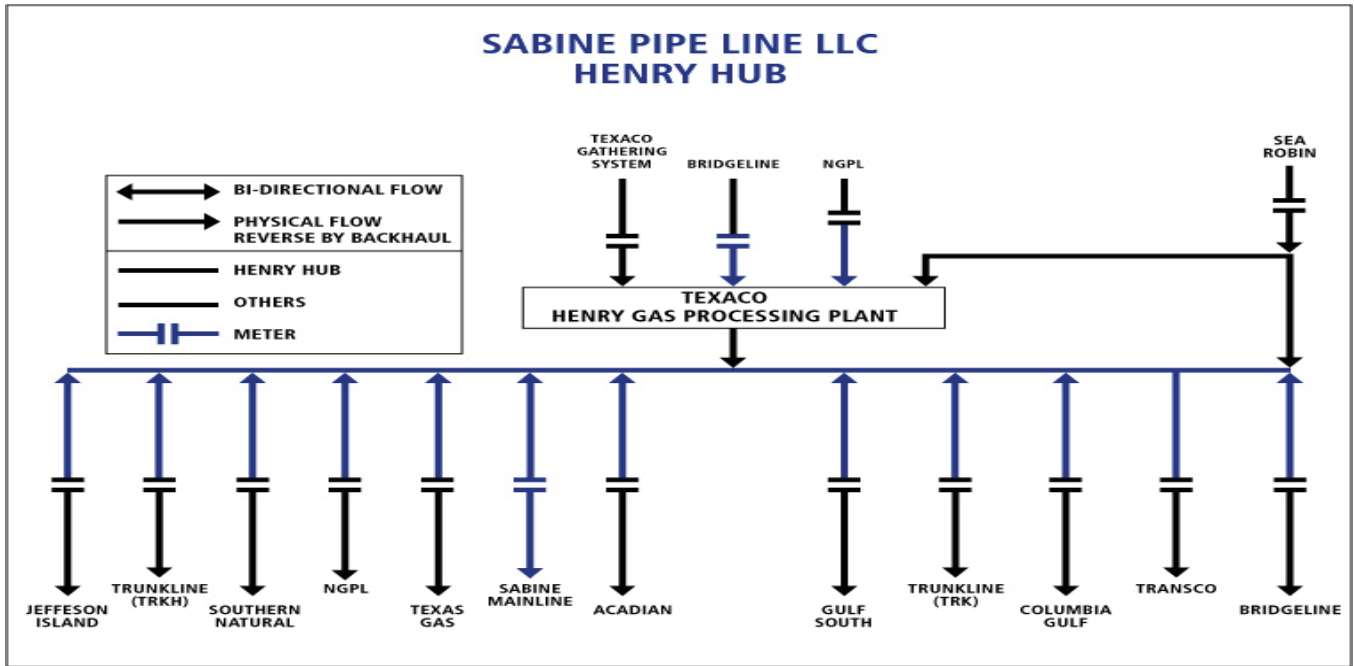 SABINE PIPE LINE LLC
HENRY HUB
TEXACO
GATHERING
SYSTEM
BRIDGELINE
NGPL
SEA
ROBIN
BI-DIRECTIONAL FLOW
PHYSICAL FLOW
REVERSE BY BACKHAUL
HENRY HUB
OTHERS
METER
TEXACO
HENRY GAS PROCESSING PLANT
JEFFESON
ISLAND
TRUNKLINE
(TRKH)
SOUTHERN
NATURAL
NGPL
TEXAS
GAS
SABINE
MAINLINE
ACADIAN
GULF
SOUTH
TRUNKLINE
(TRK)
COLUMBIA
GULF
TRANSCO
BRIDGELINE